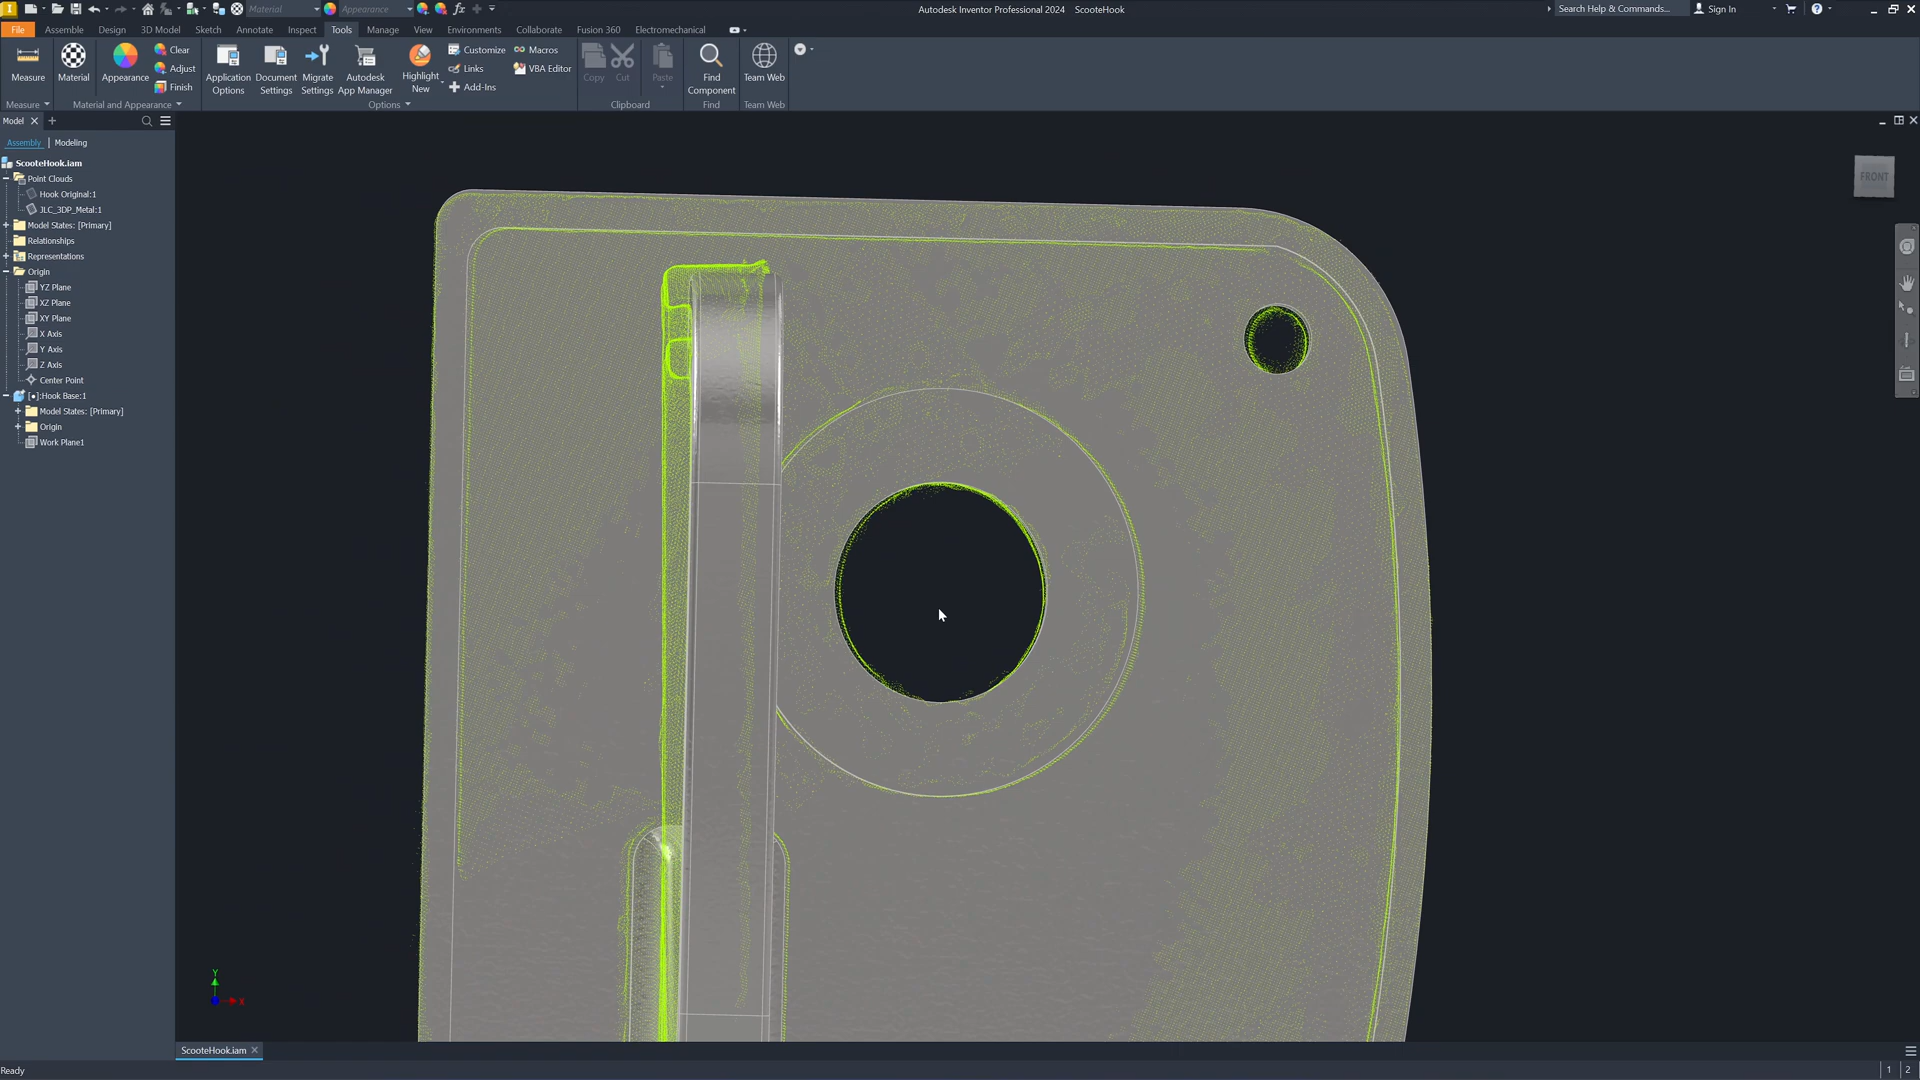 Material
Appearance
Autodesk Inventor Professional 2024 ScooteHook
Search Help & Commands...
Sign In
File Assemble Design 3D Model Sketch Annotate Inspect Tools Manage View Environments Collaborate Fusion 360 Electromechanical
Measure
Material
Appearance
Clear
Adjust
Finish
Application Options
Document Settings
Migrate Settings
Autodesk App Manager
Highlight New
Customize
Links
Add-Ins
Macros
VBA Editor
Copy
Cut
Paste
Find Component
Team Web
Measure
Material and Appearance
Options
Clipboard
Find
Team Web
Model
Assembly | Modeling
ScooteHook.iam
Point Clouds
Hook Original:1
JLC_3DP_Metal:1
Model States: [Primary]
Relationships
Representations
Origin
YZ Plane
XZ Plane
XY Plane
X Axis
Y Axis
Z Axis
Center Point
[●]:Hook Base:1
Model States: [Primary]
Origin
Work Plane1
FRONT
Y
X
ScooteHook.iam
Ready
1 2